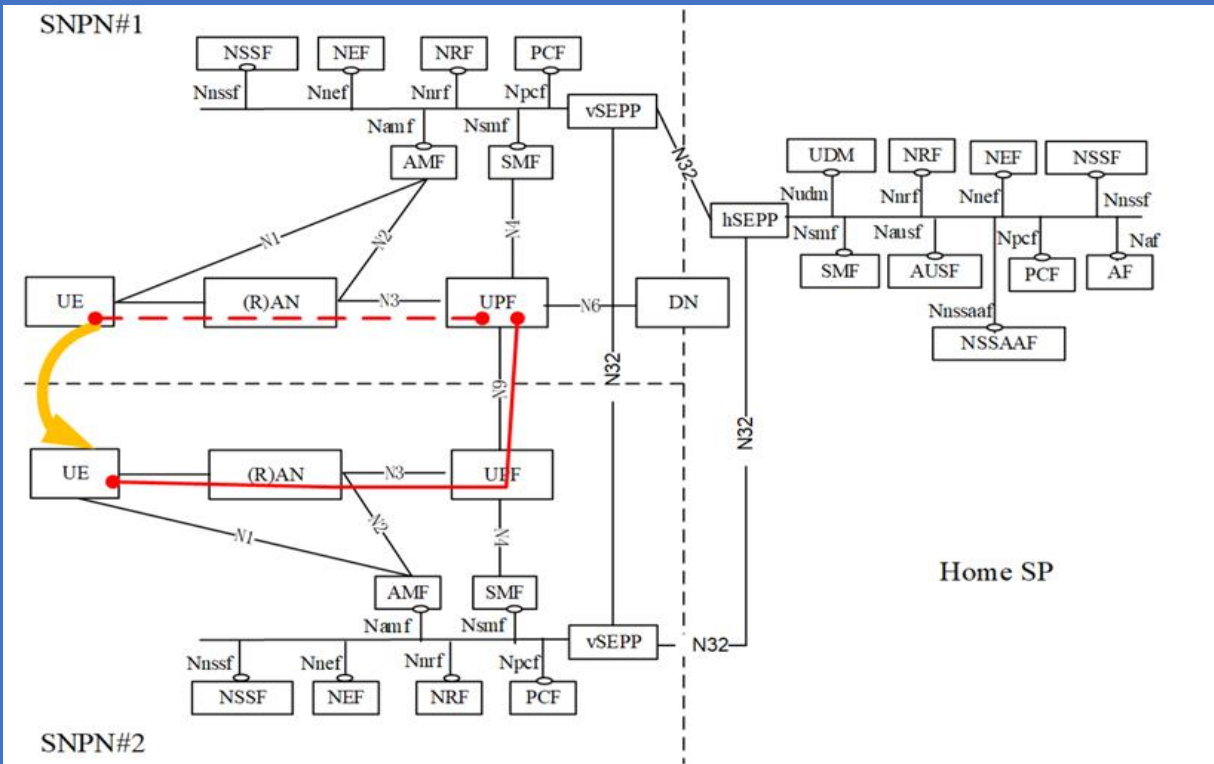 SNPN#1
NSSF
NEF
NRF
PCF
Nnssf
Nnef
Nnrf
Npcf
vSEPP
Namf
Nsmf
AMF
SMF
N32
UDM
NRF
NEF
NSSF
Nudm
Nnrf
Nnef
Nnssf
hSEPP
Nsmf
Nausf
Npcf
Naf
SMF
AUSF
PCF
AF
Nnssaaf
NSSAAF
N1
N2
N4
UE
(R)AN
N3
UPF
N6
DN
N32
N9
N32
UE
(R)AN
N3
UPF
N1
N2
N4
Home SP
AMF
SMF
Namf
Nsmf
vSEPP
N32
Nnssf
Nnef
Nnrf
Npcf
NSSF
NEF
NRF
PCF
SNPN#2